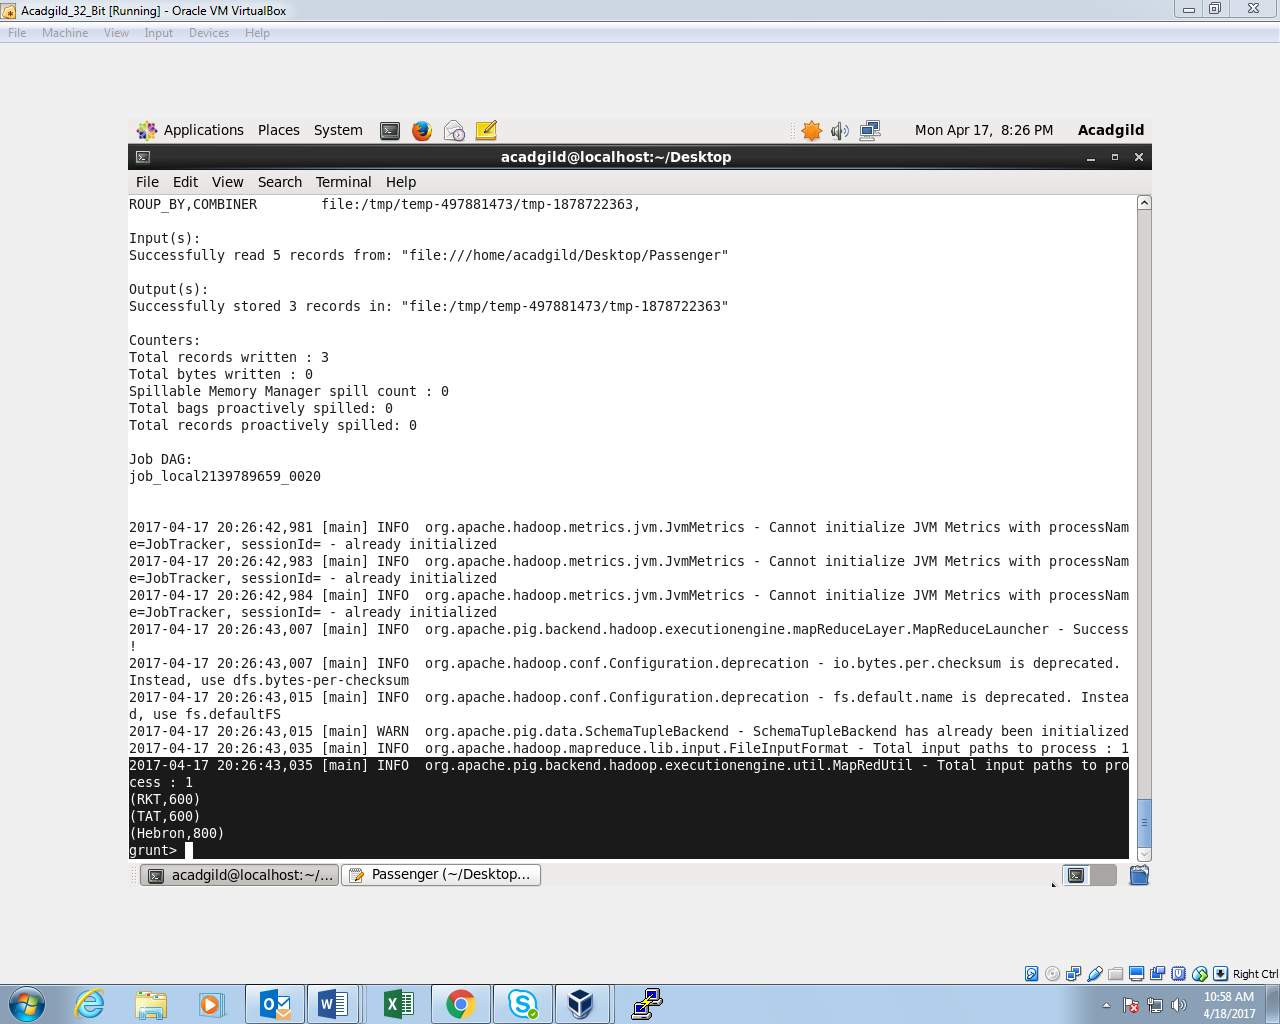 Acadgild_32_Bit [Running] - Oracle VM VirtualBox
File Machine View Input Devices Help
Applications Places System Mon Apr 17, 8:26 PM Acadgild
acadgild@localhost:~/Desktop
File Edit View Search Terminal Help
ROUP_BY,COMBINER file:/tmp/temp-497881473/tmp-1878722363,
Input(s):
Successfully read 5 records from: "file:///home/acadgild/Desktop/Passenger"
Output(s):
Successfully stored 3 records in: "file:/tmp/temp-497881473/tmp-1878722363"
Counters:
Total records written : 3
Total bytes written : 0
Spillable Memory Manager spill count : 0
Total bags proactively spilled: 0
Total records proactively spilled: 0
Job DAG:
job_local2139789659_0020
2017-04-17 20:26:42,981 [main] INFO  org.apache.hadoop.metrics.jvm.JvmMetrics - Cannot initialize JVM Metrics with processNam
e=JobTracker, sessionId= - already initialized
2017-04-17 20:26:42,983 [main] INFO  org.apache.hadoop.metrics.jvm.JvmMetrics - Cannot initialize JVM Metrics with processNam
e=JobTracker, sessionId= - already initialized
2017-04-17 20:26:42,984 [main] INFO  org.apache.hadoop.metrics.jvm.JvmMetrics - Cannot initialize JVM Metrics with processNam
e=JobTracker, sessionId= - already initialized
2017-04-17 20:26:43,007 [main] INFO  org.apache.pig.backend.hadoop.executionengine.mapReduceLayer.MapReduceLauncher - Success
!
2017-04-17 20:26:43,007 [main] INFO  org.apache.hadoop.conf.Configuration.deprecation - io.bytes.per.checksum is deprecated.
Instead, use dfs.bytes-per-checksum
2017-04-17 20:26:43,015 [main] INFO  org.apache.hadoop.conf.Configuration.deprecation - fs.default.name is deprecated. Instea
d, use fs.defaultFS
2017-04-17 20:26:43,015 [main] WARN  org.apache.pig.data.SchemaTupleBackend - SchemaTupleBackend has already been initialized
2017-04-17 20:26:43,035 [main] INFO  org.apache.hadoop.mapreduce.lib.input.FileInputFormat - Total input paths to process : 1
2017-04-17 20:26:43,035 [main] INFO  org.apache.pig.backend.hadoop.executionengine.util.MapRedUtil - Total input paths to pro
cess : 1
(RKT,600)
(TAT,600)
(Hebron,800)
grunt>
acadgild@localhost:~/... Passenger (~/Desktop...
Right Ctrl
10:58 AM
4/18/2017